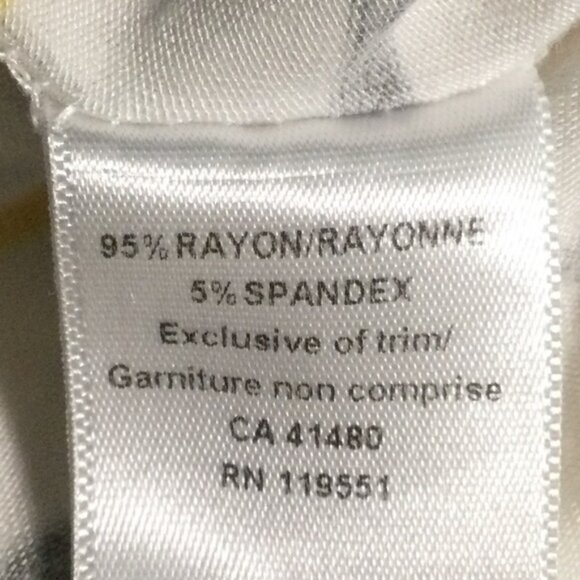 95% RAYON/RAYONNE
5% SPANDEX
Exclusive of trim/
Garniture non comprise
CA 41480
RN 119551